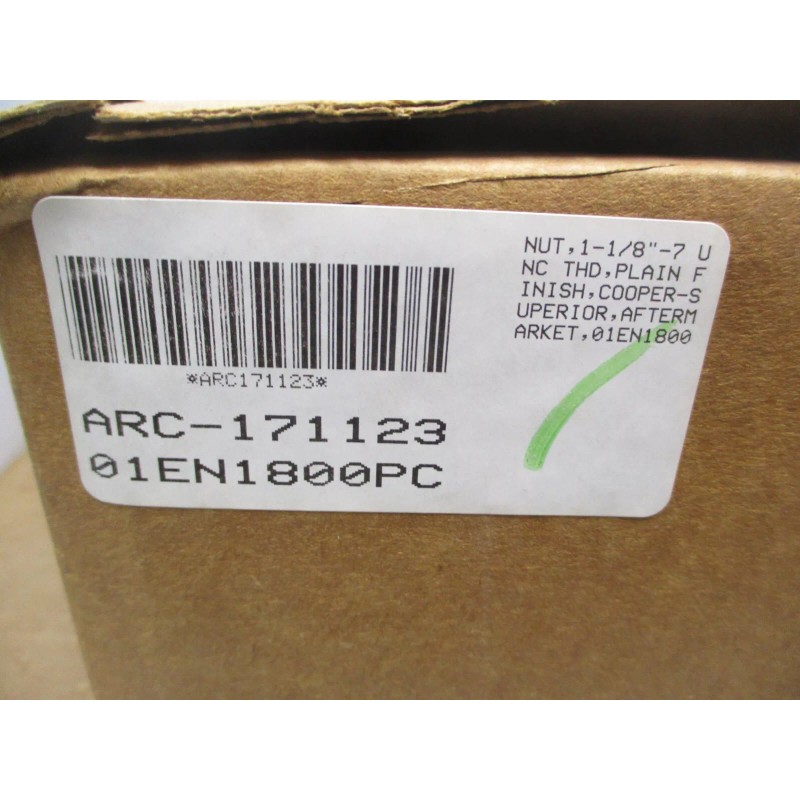 NUT,1-1/8"-7 U
NC THD,PLAIN F
INISH,COOPER-S
UPERIOR,AFTERM
ARKET,01EN1800
*ARC171123*
ARC-171123
01EN1800PC